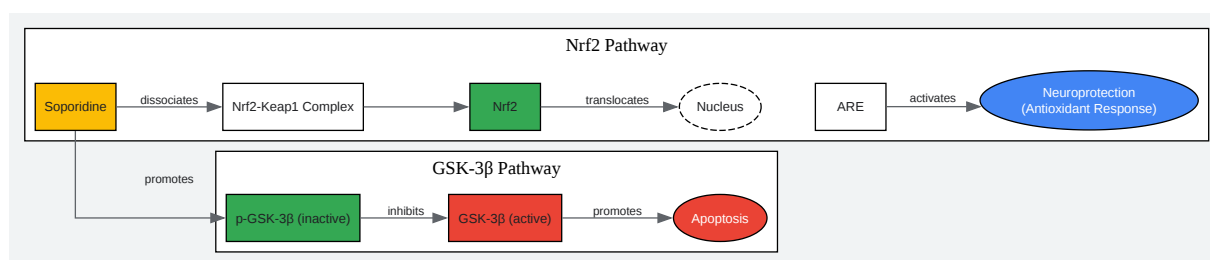 Nrf2 Pathway
Soporidine
dissociates
Nrf2-Keap1 Complex
Nrf2
translocates
Nucleus
ARE
activates
Neuroprotection
(Antioxidant Response)
GSK-3β Pathway
promotes
p-GSK-3β (inactive)
inhibits
GSK-3β (active)
promotes
Apoptosis